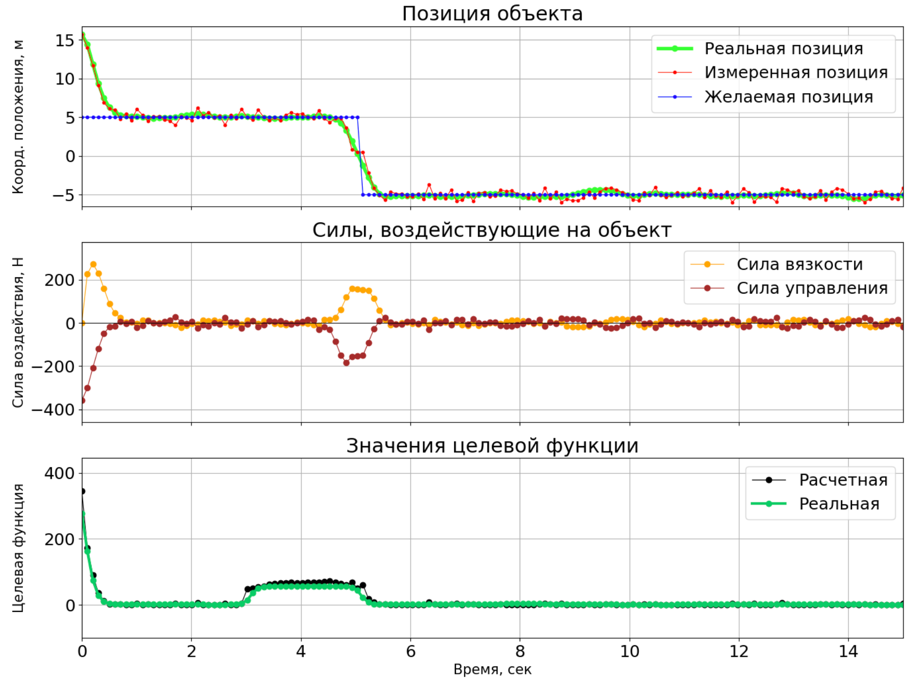 Позиция объекта
15
10
5
0
−5
Коорд. положения, м
Реальная позиция
Измеренная позиция
Желаемая позиция
Силы, воздействующие на объект
200
0
−200
−400
Сила воздействия, Н
Сила вязкости
Сила управления
Значения целевой функции
400
200
0
Целевая функция
Расчетная
Реальная
0 2 4 6 8 10 12 14
Время, сек